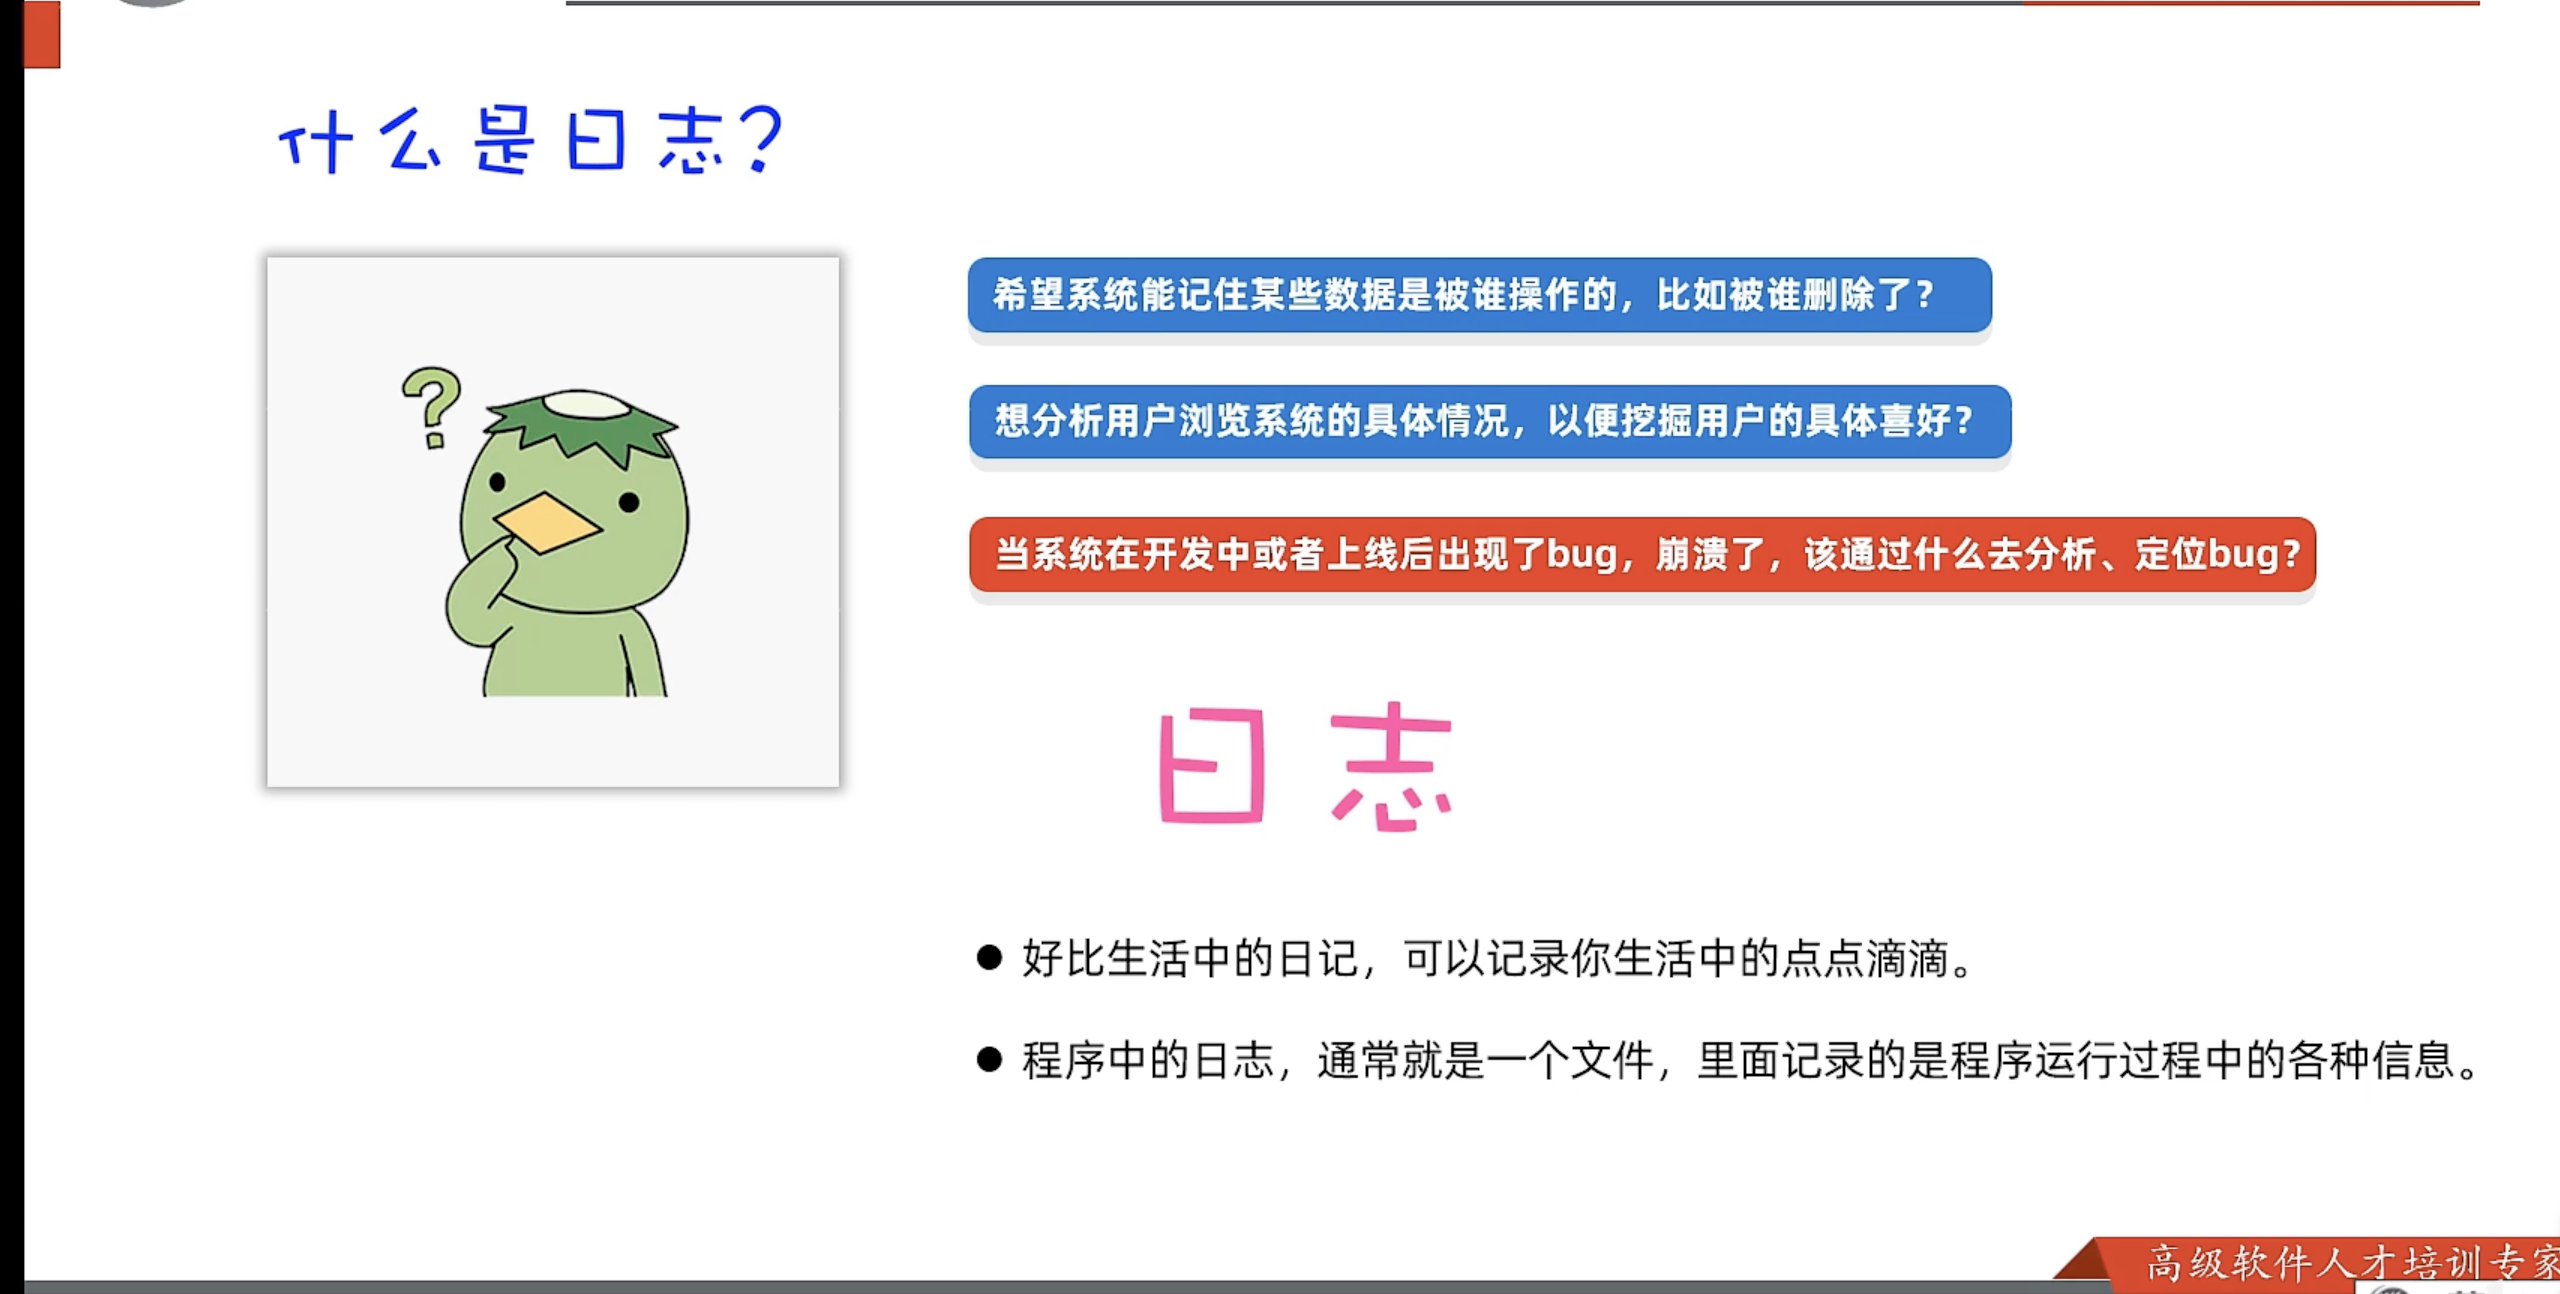 什么是日志?
?
希望系统能记住某些数据是被谁操作的，比如被谁删除了？
想分析用户浏览系统的具体情况，以便挖掘用户的具体喜好？
当系统在开发中或者上线后出现了bug，崩溃了，该通过什么去分析、定位bug？
日志
● 好比生活中的日记，可以记录你生活中的点点滴滴。
● 程序中的日志，通常就是一个文件，里面记录的是程序运行过程中的各种信息。
高级软件人才培训专家